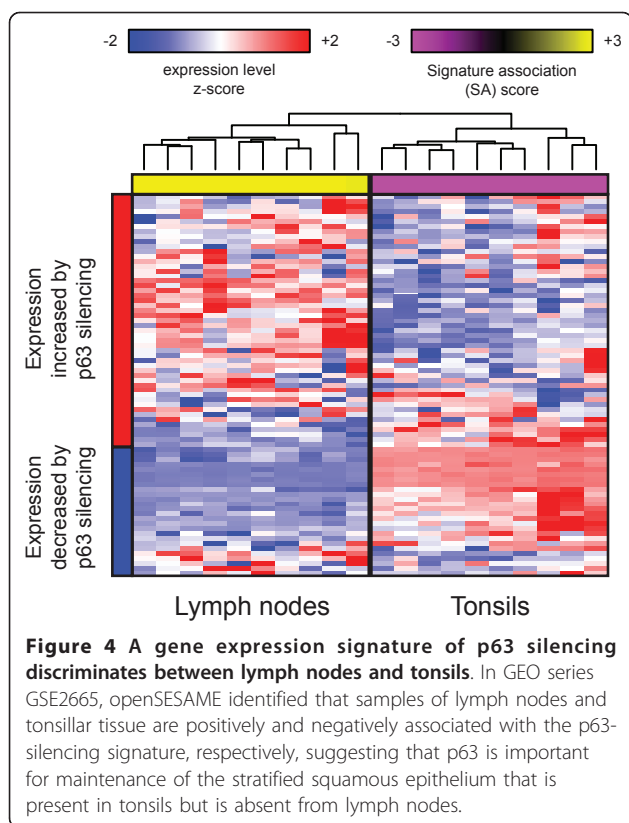 -2 +2 -3 +3
expression level
z-score
Signature association
(SA) score
Expression
increased by
p63 silencing
Expression
decreased by
p63 silencing
Lymph nodes Tonsils
Figure 4 A gene expression signature of p63 silencing
discriminates between lymph nodes and tonsils. In GEO series
GSE2665, openSESAME identified that samples of lymph nodes and
tonsillar tissue are positively and negatively associated with the p63-
silencing signature, respectively, suggesting that p63 is important
for maintenance of the stratified squamous epithelium that is
present in tonsils but is absent from lymph nodes.